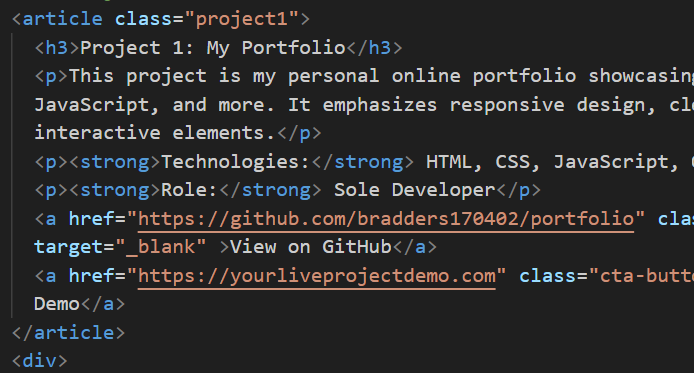 <article class="project1">
<h3>Project 1: My Portfolio</h3>
<p>This project is my personal online portfolio showcasing
JavaScript, and more. It emphasizes responsive design,
interactive elements.</p>
<p><strong>Technologies:</strong> HTML, CSS, JavaScript,
<p><strong>Role:</strong> Sole Developer</p>
<a href="https://github.com/bradders170402/portfolio" clas
target="_blank" >View on GitHub</a>
<a href="https://yourliveprojectdemo.com" class="cta-butt
Demo</a>
</article>
<div>